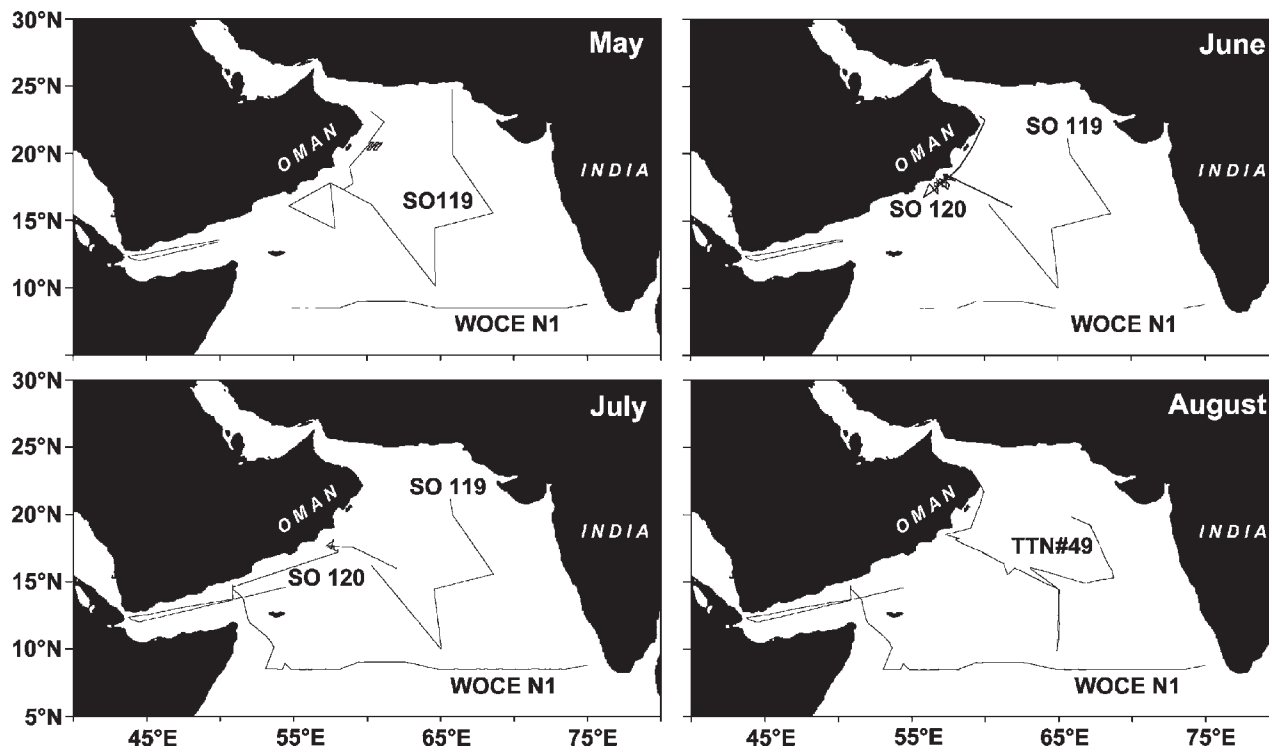 30°N
25°N
20°N
15°N
10°N
May
OMAN
INDIA
SO119
WOCE N1
June
OMAN
INDIA
SO 119
SO 120
WOCE N1
30°N
25°N
20°N
15°N
10°N
5°N
July
OMAN
INDIA
SO 119
SO 120
WOCE N1
45°E 55°E 65°E 75°E
August
OMAN
INDIA
TTN#49
WOCE N1
45°E 55°E 65°E 75°E